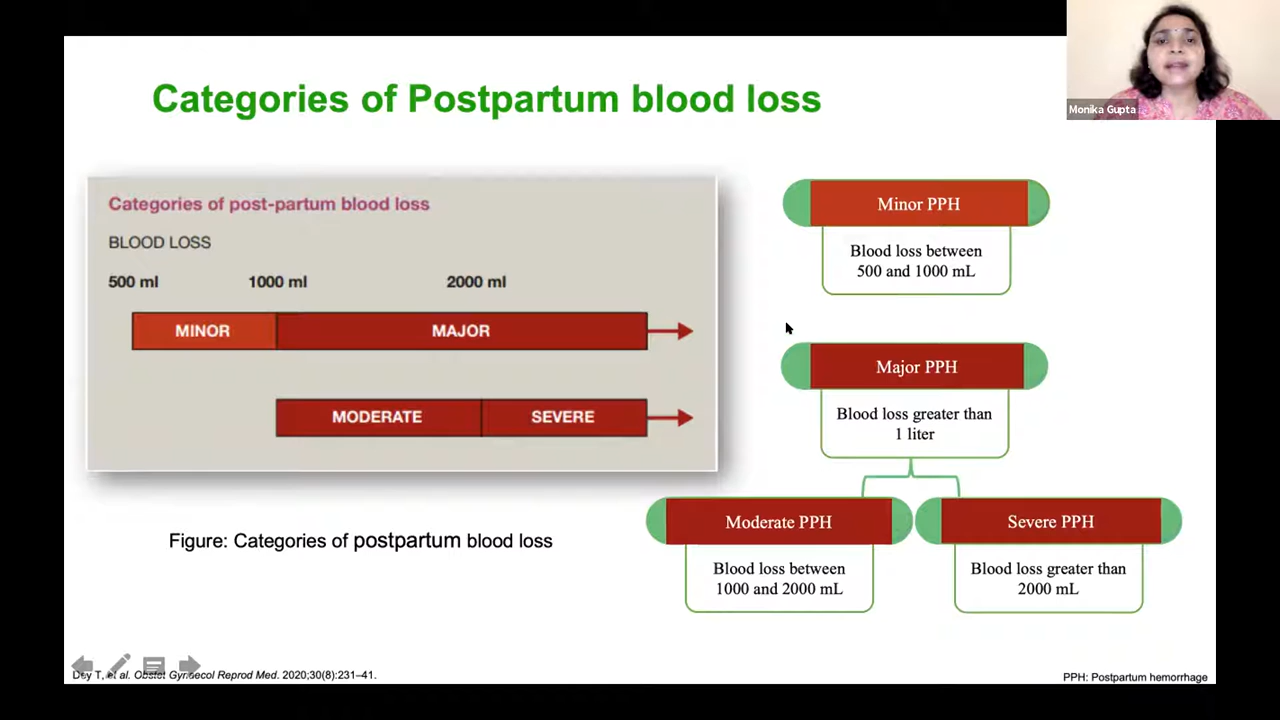 Categories of Postpartum blood loss
Monika Gupta
Categories of post-partum blood loss
BLOOD LOSS
500 ml 1000 ml 2000 ml
MINOR MAJOR
MODERATE SEVERE
Figure: Categories of postpartum blood loss
Minor PPH
Blood loss between
500 and 1000 mL
Major PPH
Blood loss greater than
1 liter
Moderate PPH
Blood loss between
1000 and 2000 mL
Severe PPH
Blood loss greater than
2000 mL
Dey T, et al. Obstet Gynaecol Reprod Med. 2020;30(8):231–41.
PPH: Postpartum hemorrhage